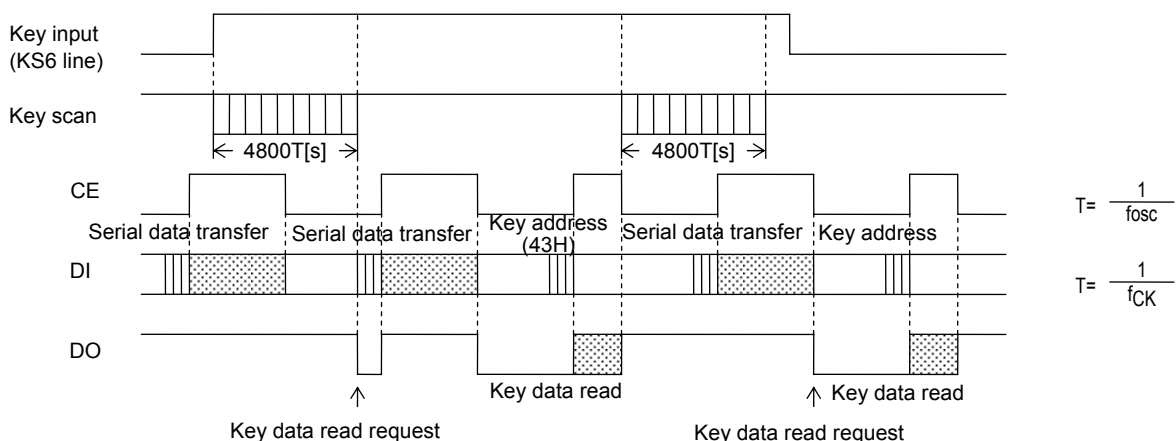 Key input
(KS6 line)
Key scan
4800T[s]
4800T[s]
CE
T= 1
fosc
Serial data transfer
Serial data transfer
Key address
(43H)
Serial data transfer
Key address
DI
T= 1
fCK
DO
Key data read
Key data read
Key data read request
Key data read request